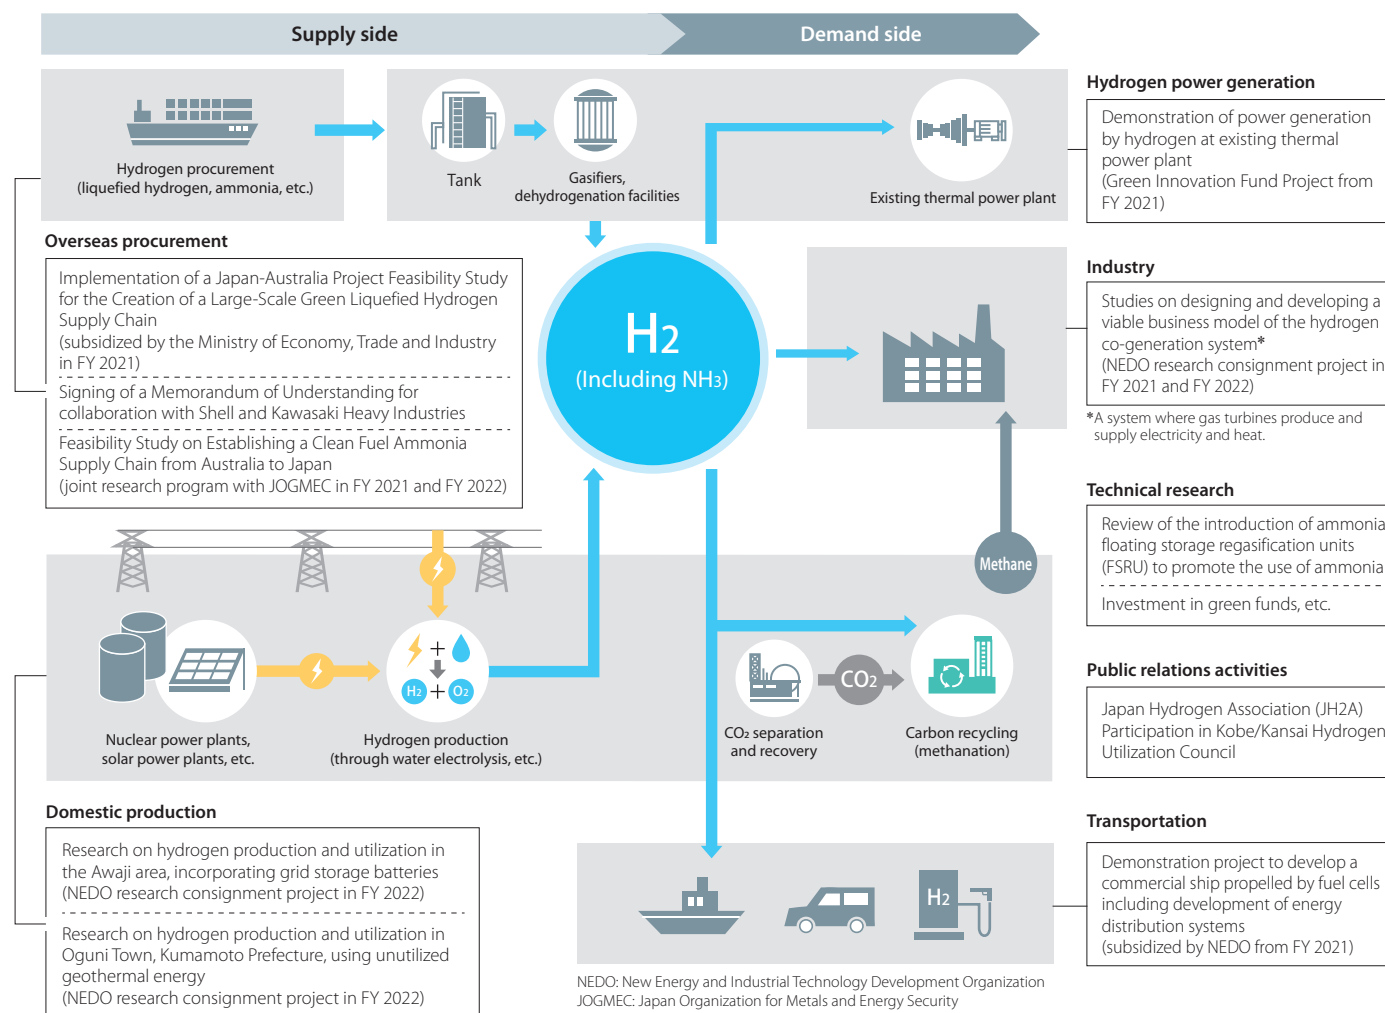 Supply side
Demand side
Hydrogen procurement
(liquefied hydrogen, ammonia, etc.)
Tank
Gasifiers,
dehydrogenation facilities
Existing thermal power plant
Hydrogen power generation
Demonstration of power generation
by hydrogen at existing thermal
power plant
(Green Innovation Fund Project from
FY 2021)
Overseas procurement
Implementation of a Japan-Australia Project Feasibility Study
for the Creation of a Large-Scale Green Liquefied Hydrogen
Supply Chain
(subsidized by the Ministry of Economy, Trade and Industry
in FY 2021)
Signing of a Memorandum of Understanding for
collaboration with Shell and Kawasaki Heavy Industries
Feasibility Study on Establishing a Clean Fuel Ammonia
Supply Chain from Australia to Japan
(joint research program with JOGMEC in FY 2021 and FY 2022)
H2
(Including NH3)
Industry
Studies on designing and developing a
viable business model of the hydrogen
co-generation system*
(NEDO research consignment project in
FY 2021 and FY 2022)
*A system where gas turbines produce and
supply electricity and heat.
Technical research
Review of the introduction of ammonia
floating storage regasification units
(FSRU) to promote the use of ammonia
Investment in green funds, etc.
Methane
+
H2 + O2
CO2
Nuclear power plants,
solar power plants, etc.
Hydrogen production
(through water electrolysis, etc.)
CO2 separation
and recovery
Carbon recycling
(methanation)
Public relations activities
Japan Hydrogen Association (JH2A)
Participation in Kobe/Kansai Hydrogen
Utilization Council
Domestic production
Research on hydrogen production and utilization in
the Awaji area, incorporating grid storage batteries
(NEDO research consignment project in FY 2022)
Research on hydrogen production and utilization in
Oguni Town, Kumamoto Prefecture, using unutilized
geothermal energy
(NEDO research consignment project in FY 2022)
H2
Transportation
Demonstration project to develop a
commercial ship propelled by fuel cells
including development of energy
distribution systems
(subsidized by NEDO from FY 2021)
NEDO: New Energy and Industrial Technology Development Organization
JOGMEC: Japan Organization for Metals and Energy Security